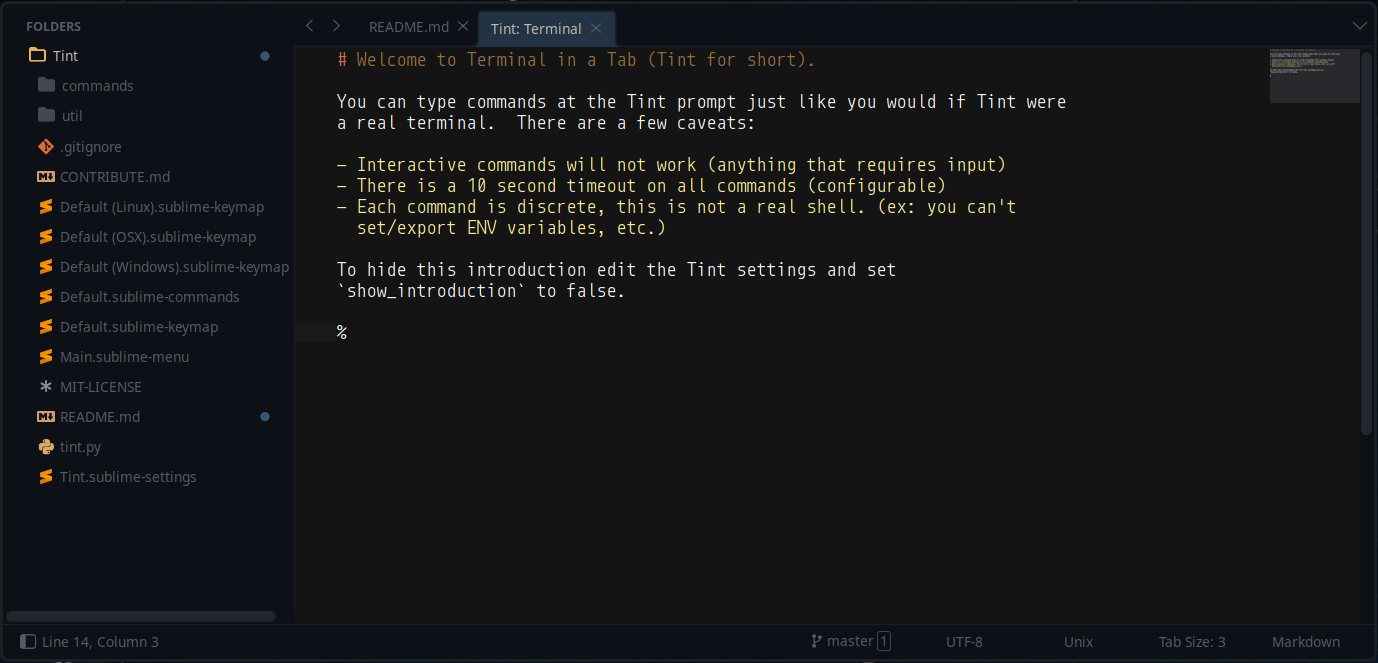 FOLDERS
Tint
commands
util
.gitignore
CONTRIBUTE.md
Default (Linux).sublime-keymap
Default (OSX).sublime-keymap
Default (Windows).sublime-keymap
Default.sublime-commands
Default.sublime-keymap
Main.sublime-menu
MIT-LICENSE
README.md
tint.py
Tint.sublime-settings
README.md
Tint: Terminal
# Welcome to Terminal in a Tab (Tint for short).
You can type commands at the Tint prompt just like you would if Tint were
a real terminal.  There are a few caveats:
- Interactive commands will not work (anything that requires input)
- There is a 10 second timeout on all commands (configurable)
- Each command is discrete, this is not a real shell. (ex: you can't
set/export ENV variables, etc.)
To hide this introduction edit the Tint settings and set
`show_introduction` to false.
%
Line 14, Column 3
master 1
UTF-8
Unix
Tab Size: 3
Markdown